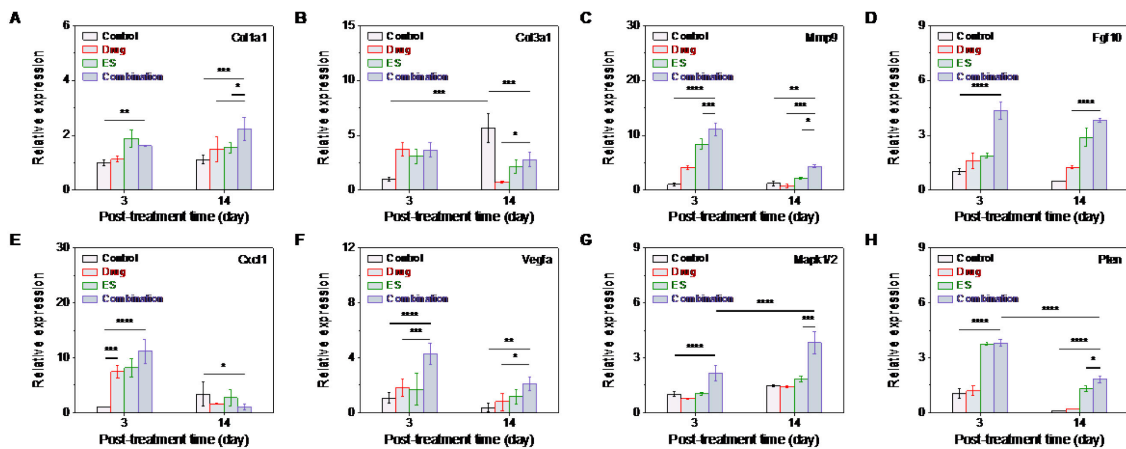 A
Col1a1
Control
Drug
ES
Combination
Relative expression
6
4
2
0
**
***
*
3
14
Post-treatment time (day)
B
Col3a1
Control
Drug
ES
Combination
Relative expression
15
10
5
0
***
***
*
3
14
Post-treatment time (day)
C
Mmp9
Control
Drug
ES
Combination
Relative expression
30
20
10
0
****
***
**
***
*
3
14
Post-treatment time (day)
D
Fgf10
Control
Drug
ES
Combination
Relative expression
9
6
3
0
****
****
3
14
Post-treatment time (day)
E
Cxcl1
Control
Drug
ES
Combination
Relative expression
30
20
10
0
****
***
*
3
14
Post-treatment time (day)
F
Vegfa
Control
Drug
ES
Combination
Relative expression
12
8
4
0
****
***
**
*
3
14
Post-treatment time (day)
G
Mapk1/2
Control
Drug
ES
Combination
Relative expression
9
6
3
0
****
****
***
3
14
Post-treatment time (day)
H
Pten
Control
Drug
ES
Combination
Relative expression
9
6
3
0
****
****
****
*
3
14
Post-treatment time (day)